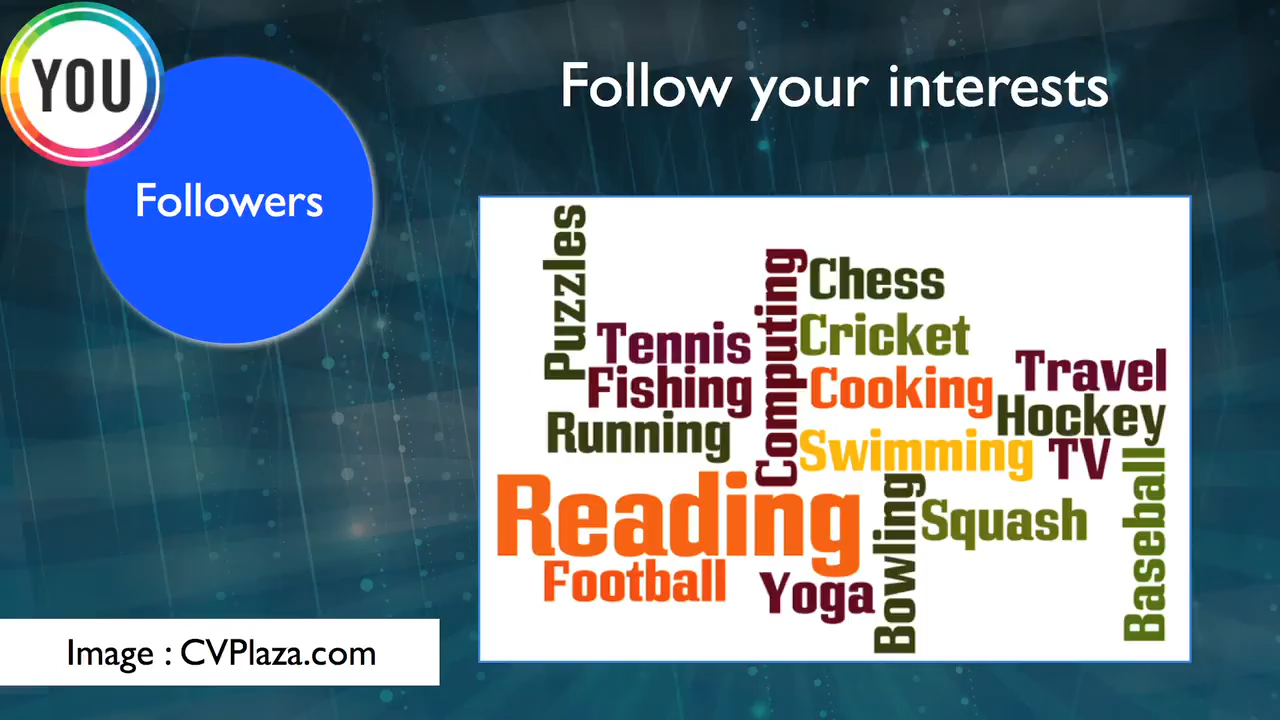 YOU
Followers
Follow your interests
Puzzles
Tennis
Fishing
Running
Computing
Chess
Cricket
Cooking
Swimming
Travel
Hockey
TV
Reading
Football
Yoga
Bowling
Squash
Baseball
Image : CVPlaza.com